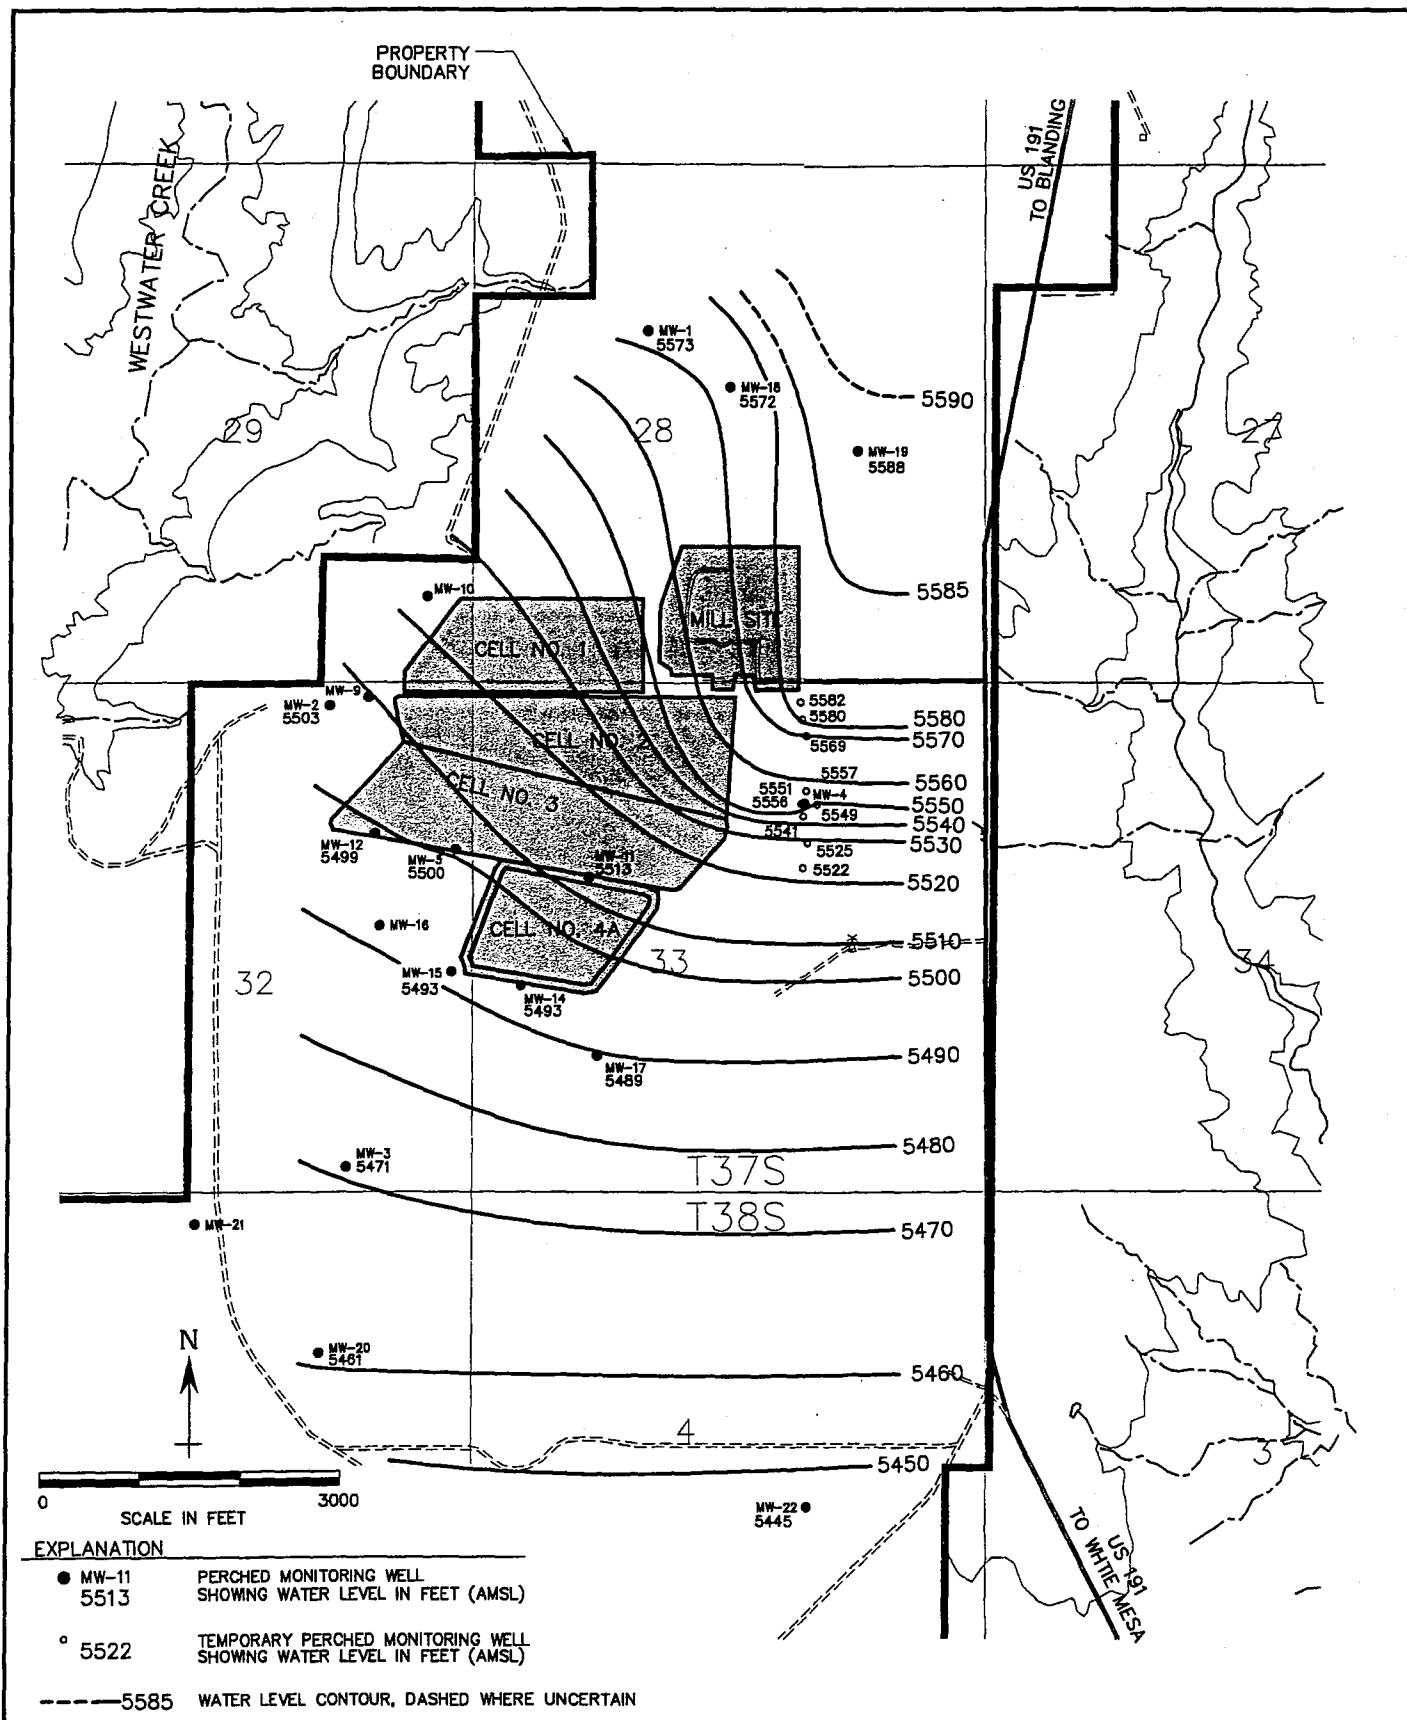 PROPERTY
BOUNDARY
WESTWATER CREEK
US 191
TO BLANDING
MW-1
5573
MW-18
5572
5590
29
28
27
MW-19
5588
5585
MW-10
CELL NO. 1
MILL SITE
MW-9
MW-2
5503
5582
5580
5580
5569
5570
CELL NO. 2
5557
5560
CELL NO. 3
5551
MW-4
5556
5549
5550
5540
5541
5530
5525
MW-12
5499
MW-5
5500
MW-11
5513
5522
5520
MW-16
CELL NO. 4A
5510
33
34
32
MW-15
5493
5500
MW-14
5493
5490
MW-17
5489
5480
MW-3
5471
T37S
T38S
MW-21
5470
N
MW-20
5461
5460
4
3
5450
0
3000
SCALE IN FEET
MW-22
5445
US 191
TO WHTIE MESA
EXPLANATION
MW-11
5513
PERCHED MONITORING WELL
SHOWING WATER LEVEL IN FEET (AMSL)
5522
TEMPORARY PERCHED MONITORING WELL
SHOWING WATER LEVEL IN FEET (AMSL)
5585
WATER LEVEL CONTOUR, DASHED WHERE UNCERTAIN